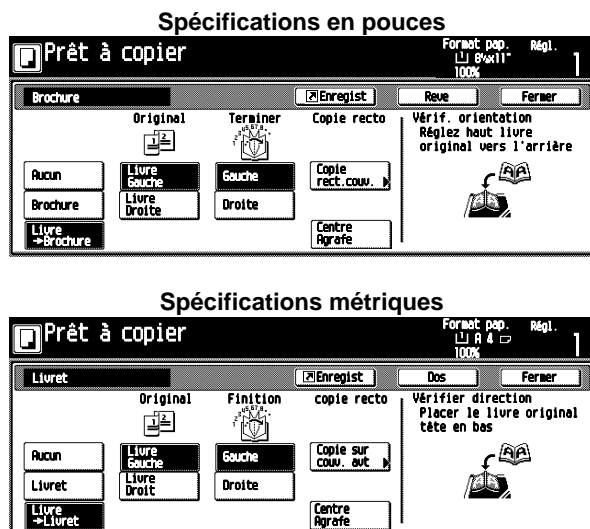 Spécifications en pouces
Prêt à copier
Format pap.
Régl.
8½x11"
100%
1
Brochure
Enregist
Reve
Fermer
Original
Terminer
Copie recto
Vérif. orientation
Réglez haut livre
original vers l'arrière
Aucun
Livre
Gauche
Gauche
Copie
rect.couv.
Brochure
Livre
Droite
Droite
Livre
→Brochure
Centre
Agrafe
Spécifications métriques
Prêt à copier
Format pap.
Régl.
A4
100%
1
Livret
Enregist
Dos
Fermer
Original
Finition
copie recto
Vérifier direction
Placer le livre original
tête en bas
Aucun
Livre
Gauche
Gauche
Copie sur
couv. avt
Livret
Livre
Droit
Droite
Livre
→Livret
Centre
Agrafe